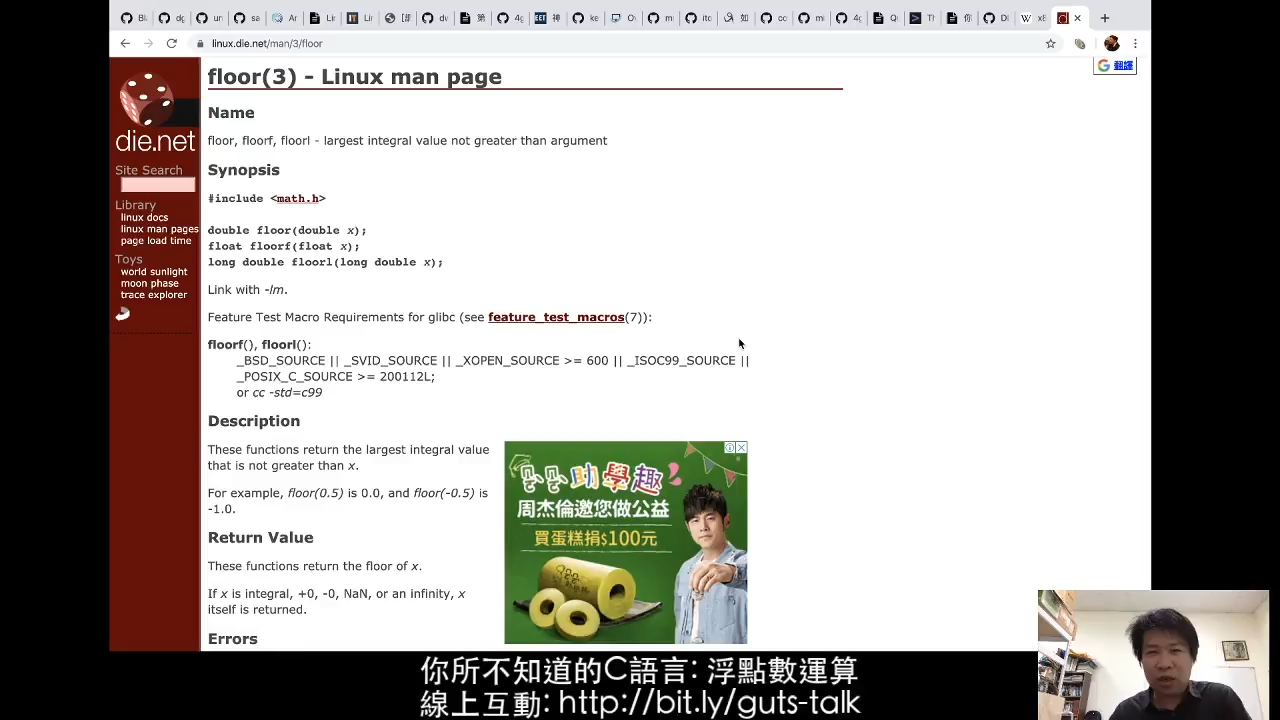 linux.die.net/man/3/floor
翻譯
die.net
Site Search
Library
linux docs
linux man pages
page load time
Toys
world sunlight
moon phase
trace explorer
floor(3) - Linux man page
Name
floor, floorf, floorl - largest integral value not greater than argument
Synopsis
#include <math.h>
double floor(double x);
float floorf(float x);
long double floorl(long double x);
Link with -lm.
Feature Test Macro Requirements for glibc (see feature_test_macros(7)):
floorf(), floorl():
_BSD_SOURCE || _SVID_SOURCE || _XOPEN_SOURCE >= 600 || _ISOC99_SOURCE ||
_POSIX_C_SOURCE >= 200112L;
or cc -std=c99
Description
These functions return the largest integral value
that is not greater than x.
For example, floor(0.5) is 0.0, and floor(-0.5) is
-1.0.
Return Value
These functions return the floor of x.
If x is integral, +0, -0, NaN, or an infinity, x
itself is returned.
Errors
助學趣
周杰倫邀您做公益
買蛋糕捐$100元
你所不知道的C語言: 浮點數運算
線上互動: http://bit.ly/guts-talk